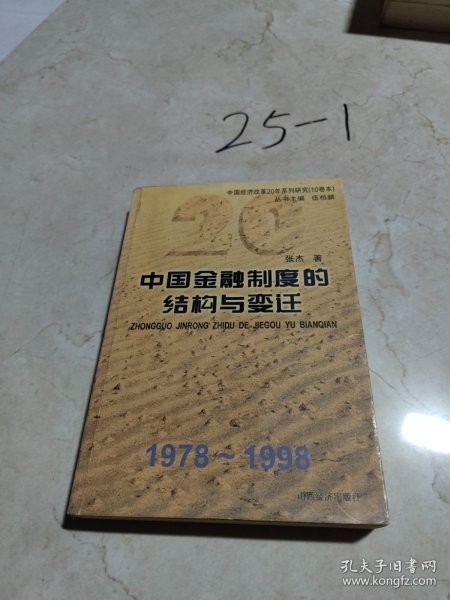 25-1
中国经济改革20年系列研究(10卷本)
丛书主编 伍柏麟
20
张杰 著
中国金融制度的
结构与变迁
ZHONGGUO JINRONG ZHIDU DE JIEGOU YU BIANQIAN
1978~1998
山西经济出版社
孔夫子旧书网
www.kongfz.com